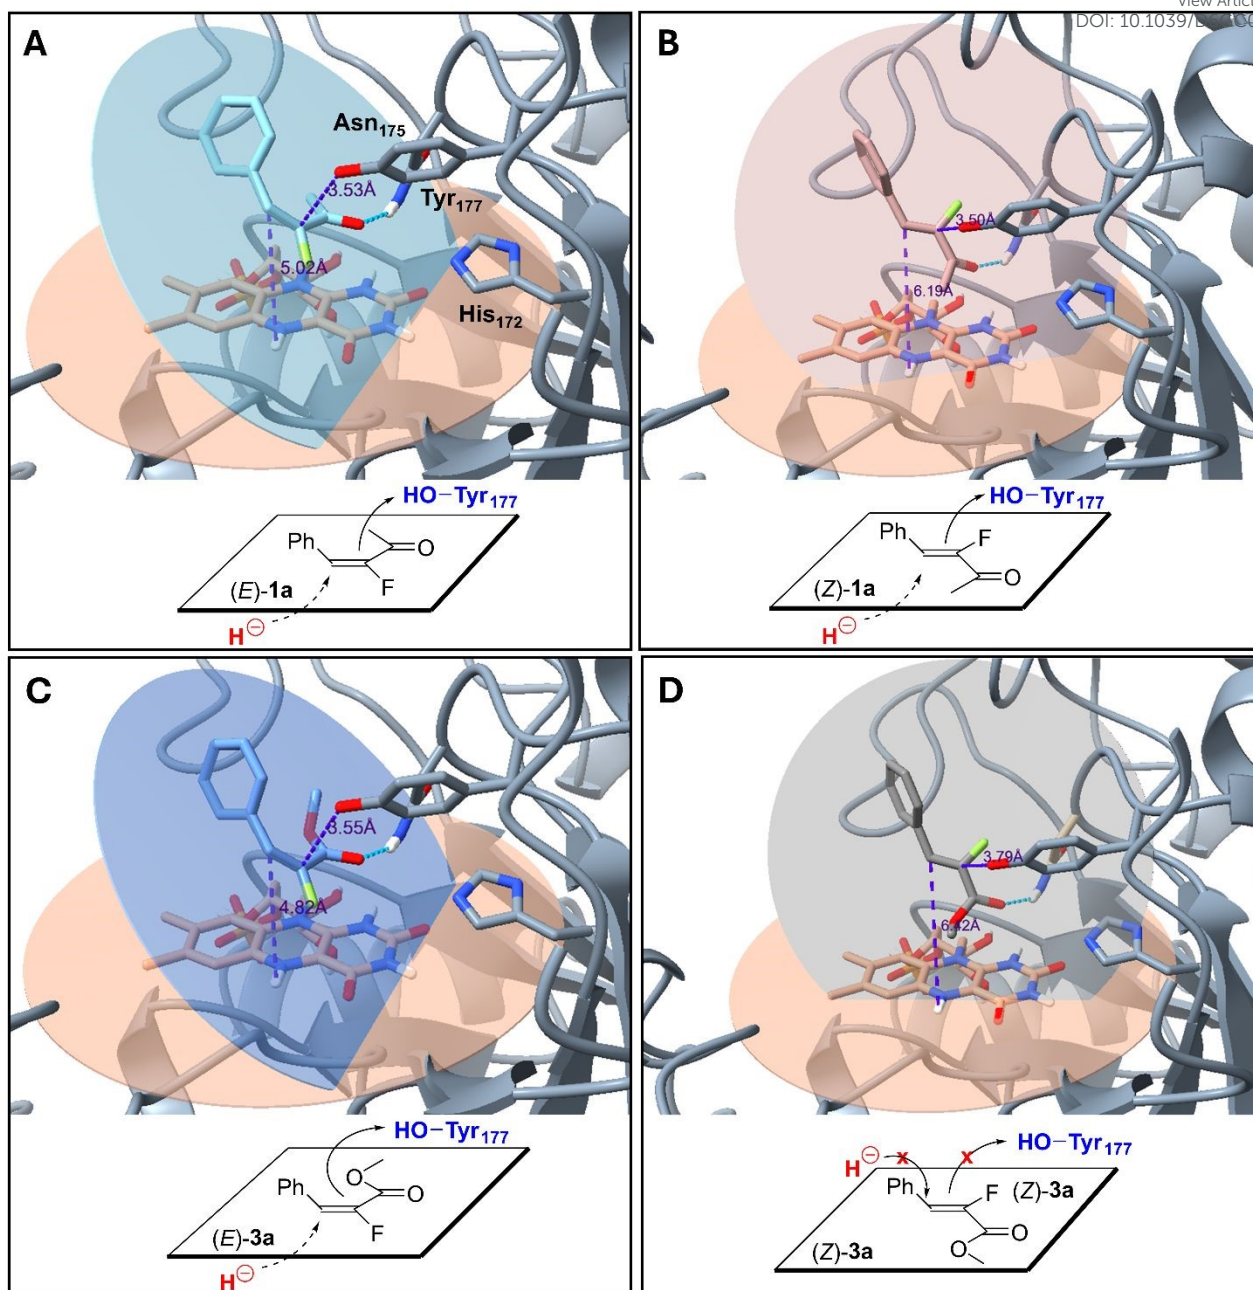 View Artic
DOI: 10.1039/
A
Asn175
3.53Å
Tyr177
5.02Å
His172
HO–Tyr177
Ph
O
F
(E)-1a
H⊖
B
3.50Å
6.19Å
HO–Tyr177
Ph
F
O
(Z)-1a
H⊖
C
3.55Å
4.82Å
HO–Tyr177
O
Ph
O
F
(E)-3a
H⊖
D
3.79Å
6.42Å
HO–Tyr177
H⊖ x x
Ph
F (Z)-3a
O
(Z)-3a
O